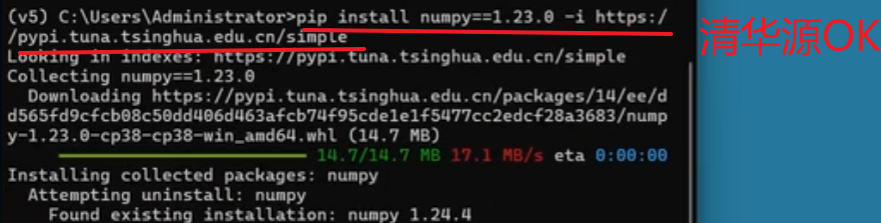 (v5) C:\Users\Administrator>pip install numpy==1.23.0 -i https:/
/pypi.tuna.tsinghua.edu.cn/simple
清华源OK
Looking in indexes: https://pypi.tuna.tsinghua.edu.cn/simple
Collecting numpy==1.23.0
Downloading https://pypi.tuna.tsinghua.edu.cn/packages/14/ee/d
d565fd9cfcb08c50dd406d463afcb74f95cde1e1f5477cc2edcf28a3683/nump
y-1.23.0-cp38-cp38-win_amd64.whl (14.7 MB)
14.7/14.7 MB 17.1 MB/s eta 0:00:00
Installing collected packages: numpy
Attempting uninstall: numpy
Found existing installation: numpy 1.24.4